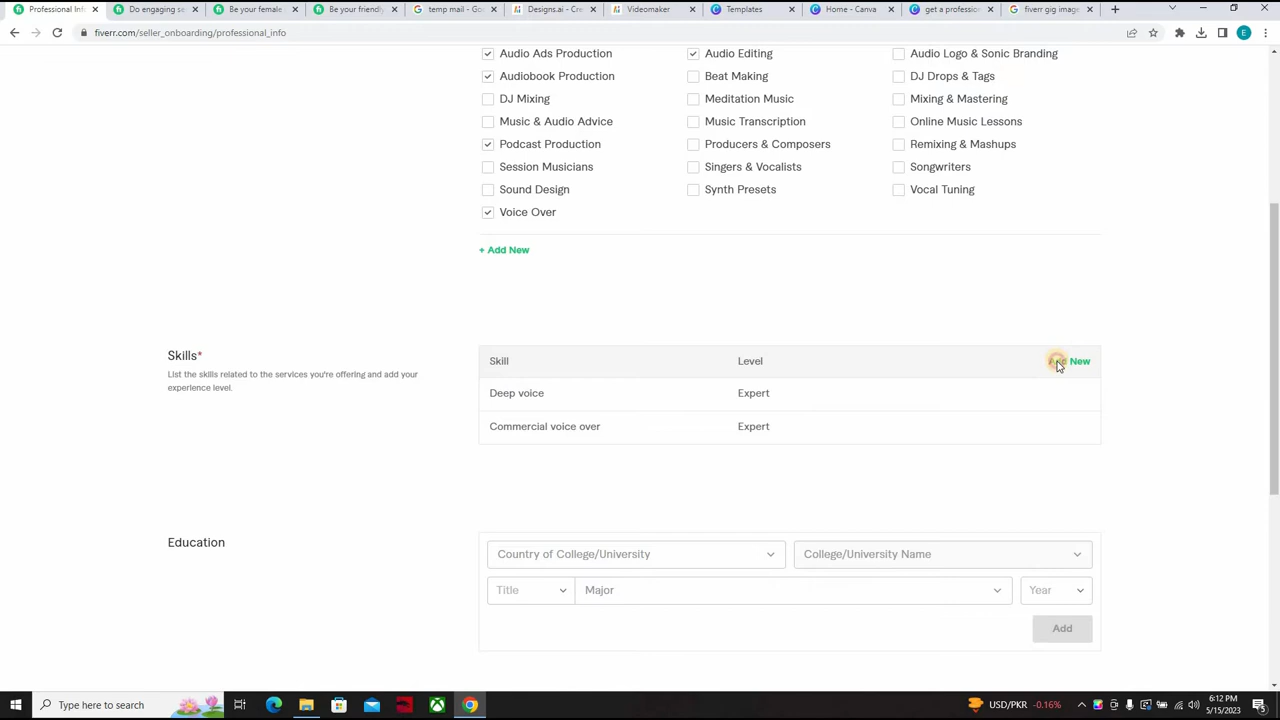 Professional Inf
Do engaging se
Be your female
Be your friendly
temp mail - Goo
Designs.ai - Cre
Videomaker
Templates
Home - Canva
get a profession
fiverr gig image
fiverr.com/seller_onboarding/professional_info
E
Audio Ads Production
Audio Editing
Audio Logo & Sonic Branding
Audiobook Production
Beat Making
DJ Drops & Tags
DJ Mixing
Meditation Music
Mixing & Mastering
Music & Audio Advice
Music Transcription
Online Music Lessons
Podcast Production
Producers & Composers
Remixing & Mashups
Session Musicians
Singers & Vocalists
Songwriters
Sound Design
Synth Presets
Vocal Tuning
Voice Over
+ Add New
Skills*
List the skills related to the services you're offering and add your
experience level.
Skill
Level
New
Deep voice
Expert
Commercial voice over
Expert
Education
Country of College/University
College/University Name
Title
Major
Year
Add
Type here to search
USD/PKR -0.16%
6:12 PM
5/15/2023